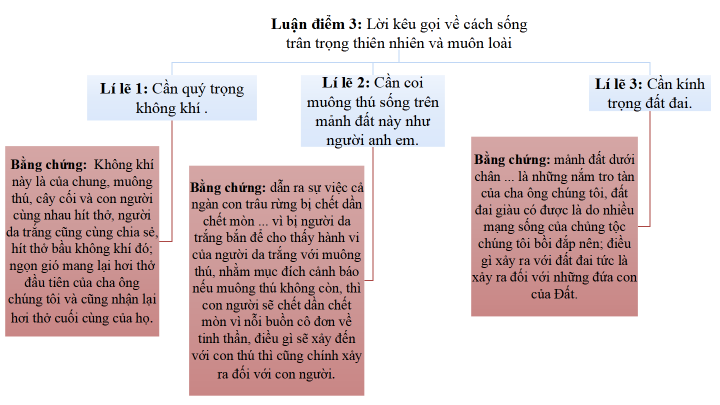 Luận điểm 3: Lời kêu gọi về cách sống
trân trọng thiên nhiên và muôn loài
Lí lẽ 1: Cần quý trọng
không khí .
Lí lẽ 2: Cần coi
muông thú sống trên
mảnh đất này như
người anh em.
Lí lẽ 3: Cần kính
trọng đất đai.
Bằng chứng: Không khí
này là của chung, muông
thú, cây cối và con người
cùng nhau hít thở, người
da trắng cũng cùng chia sẻ,
hít thở bầu không khí đó;
ngọn gió mang lại hơi thở
đầu tiên của cha ông
chúng tôi và cũng nhận lại
hơi thở cuối cùng của họ.
Bằng chứng: dẫn ra sự việc cả
ngàn con trâu rừng bị chết dần
chết mòn ... vì bị người da
trắng bắn để cho thấy hành vi
của người da trắng với muông
thú, nhằm mục đích cảnh báo
nếu muông thú không còn, thì
con người sẽ chết dần chết
mòn vì nỗi buồn cô đơn về
tinh thần, điều gì sẽ xảy đến
với con thú thì cũng chính xảy
ra đối với con người.
Bằng chứng: mảnh đất dưới
chân ... là những nắm tro tàn
của cha ông chúng tôi, đất
đai giàu có được là do nhiều
mạng sống của chủng tộc
chúng tôi bồi đắp nên; điều
gì xảy ra với đất đai tức là
xảy ra đối với những đứa con
của Đất.